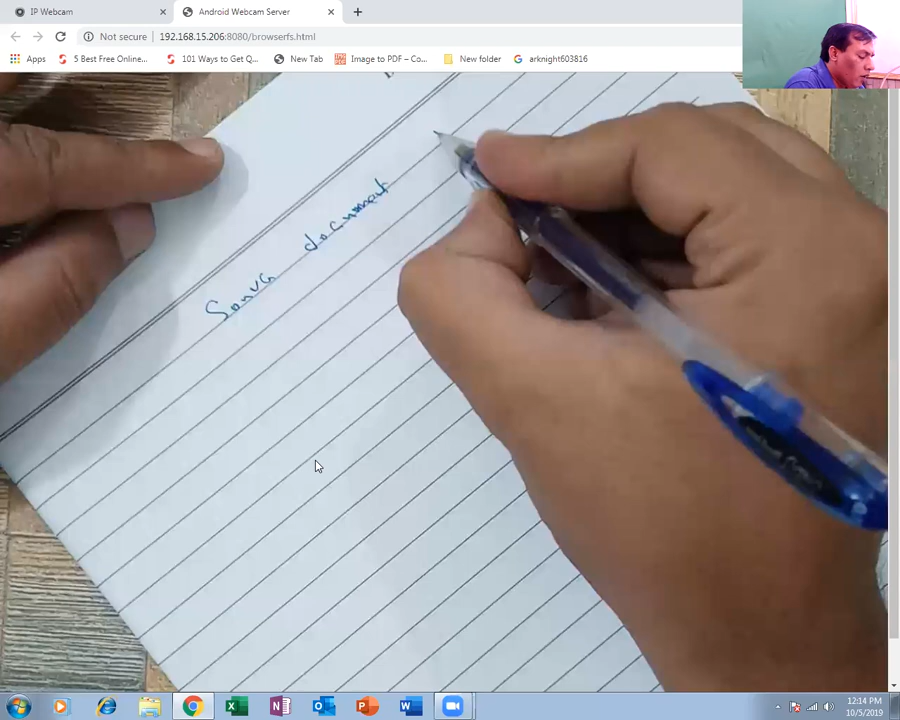 IP Webcam
Android Webcam Server
Not secure
192.168.15.206:8080/browserfs.html
Apps
5 Best Free Online...
101 Ways to Get Q...
New Tab
Image to PDF – Co...
New folder
arknight603816
document
12:14 PM
10/5/2019